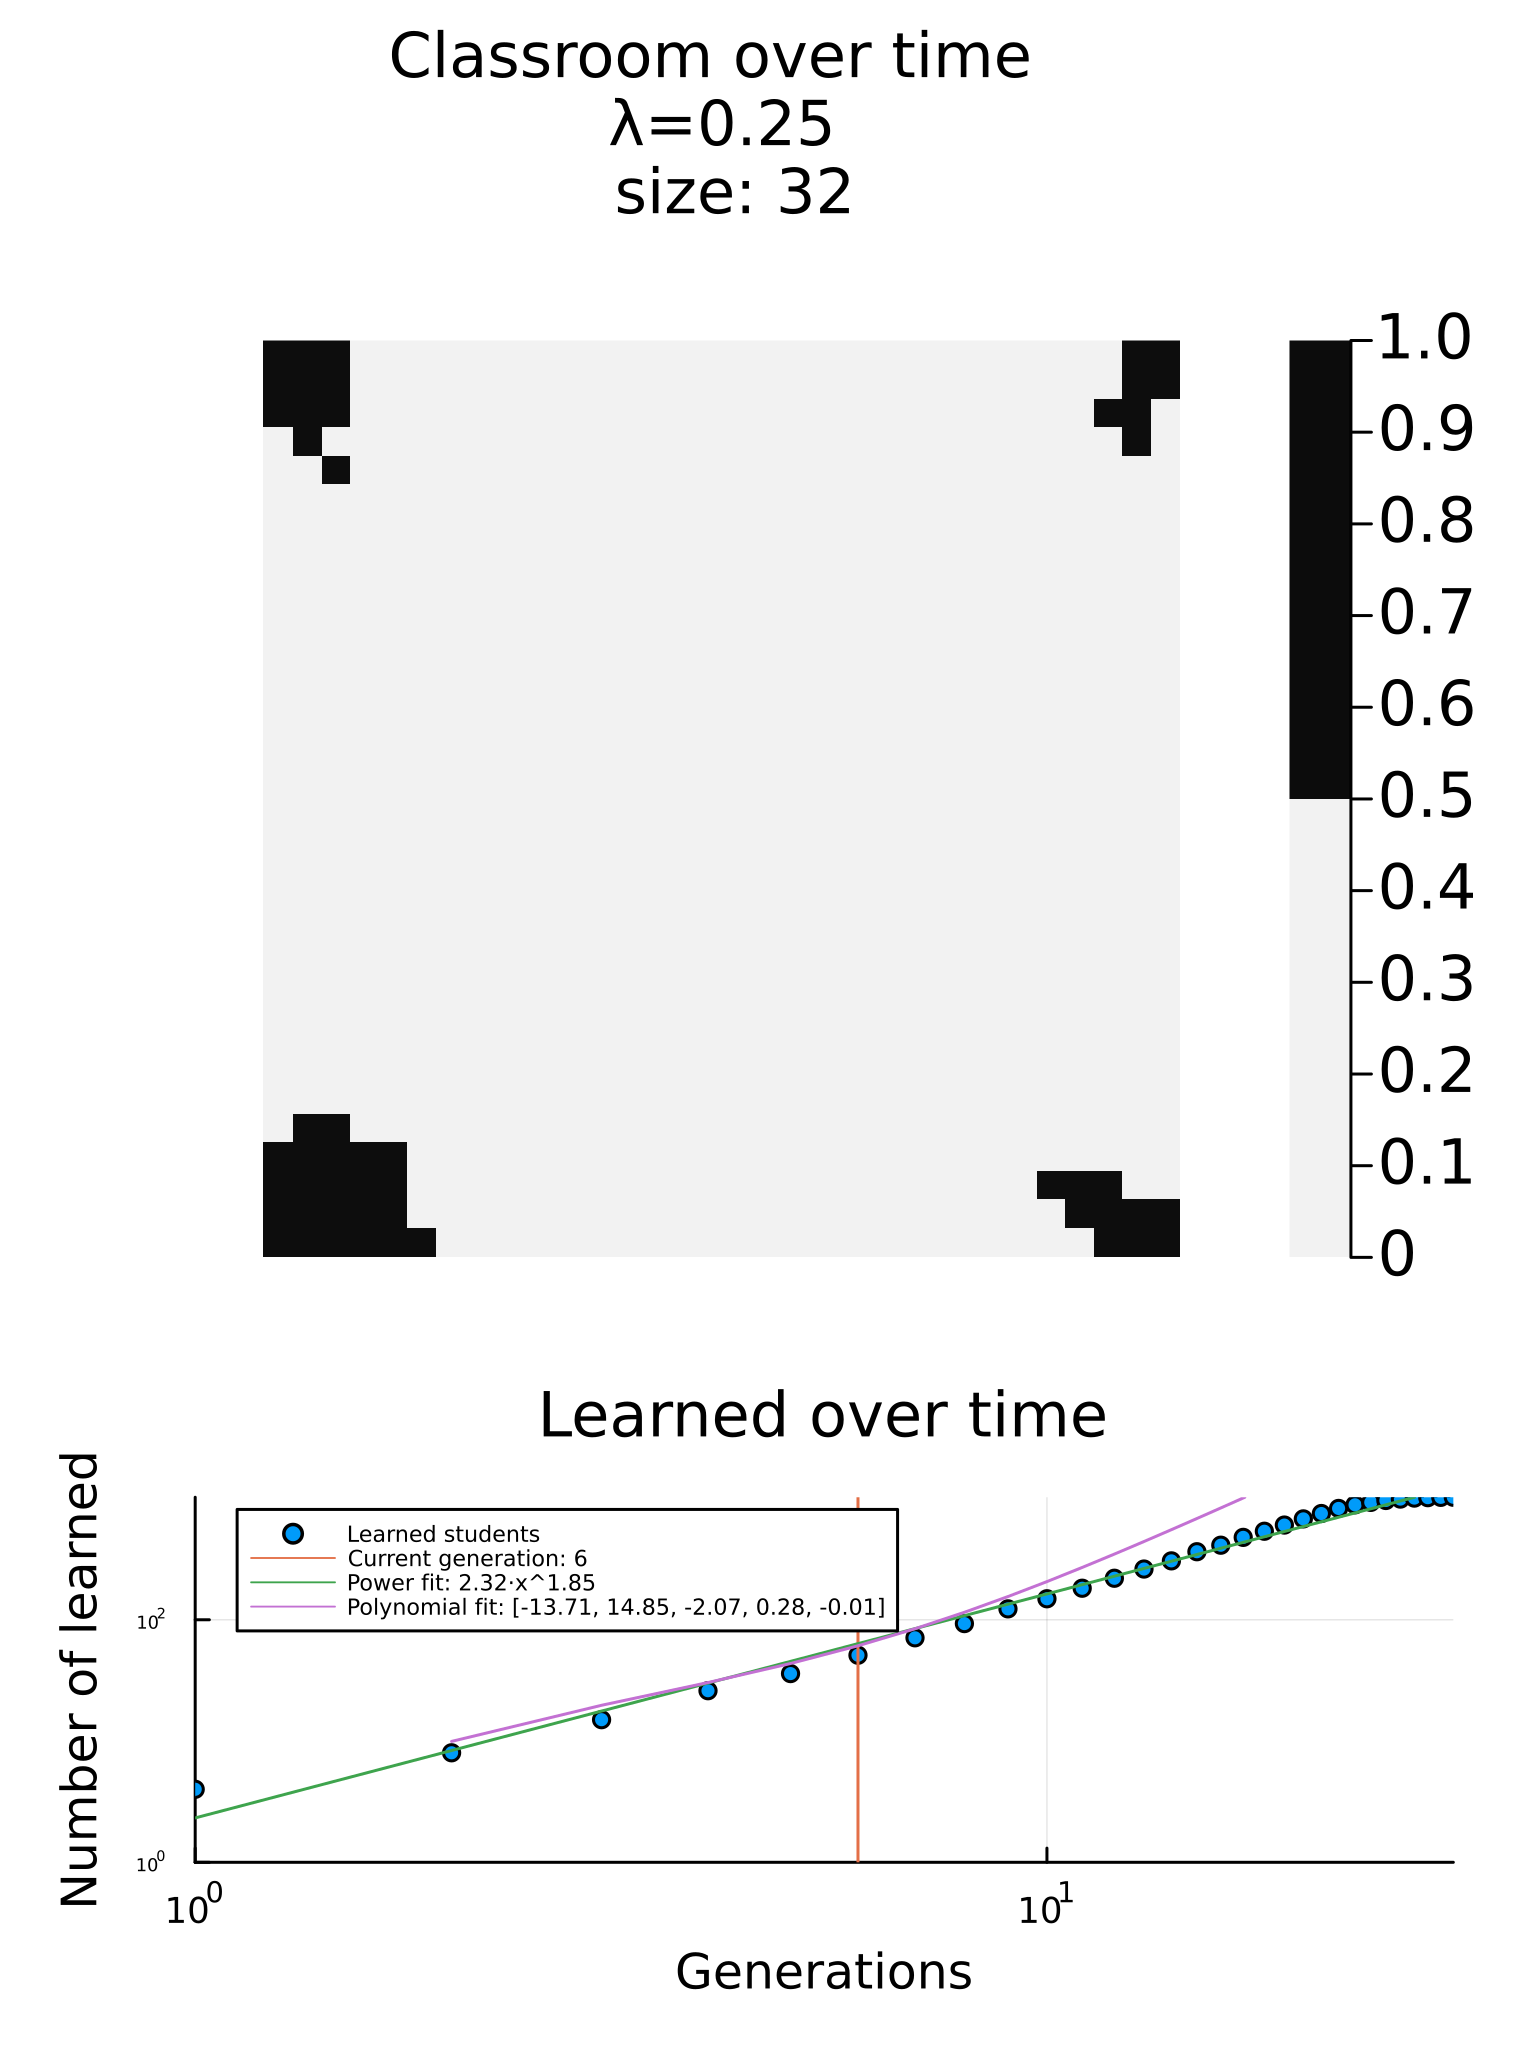 Classroom over time
λ=0.25
size: 32
1.0
0.9
0.8
0.7
0.6
0.5
0.4
0.3
0.2
0.1
0
Learned over time
Number of learned
Learned students
Current generation: 6
Power fit: 2.32·x^1.85
Polynomial fit: [-13.71, 14.85, -2.07, 0.28, -0.01]
10²
10⁰
10⁰
10¹
Generations